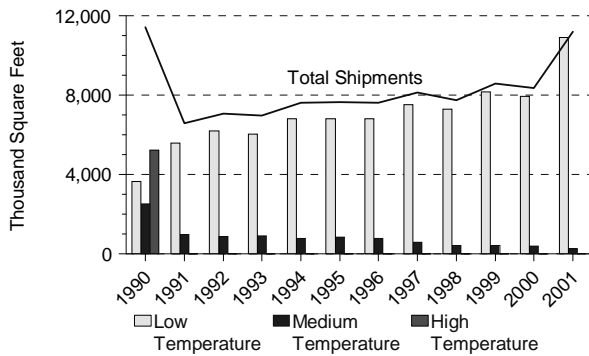 Thousand Square Feet
12,000
8,000
4,000
0
Total Shipments
1990 1991 1992 1993 1994 1995 1996 1997 1998 1999 2000 2001
Low Medium High
Temperature Temperature Temperature